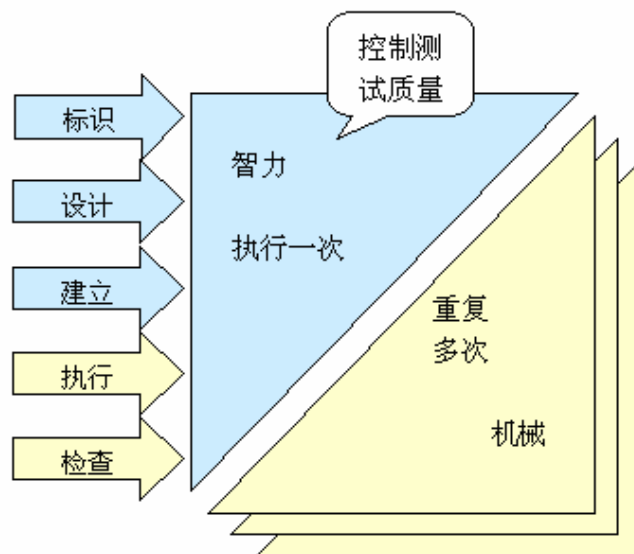 控制测
试质量
标识
智力
设计
执行一次
建立
重复
多次
执行
机械
检查